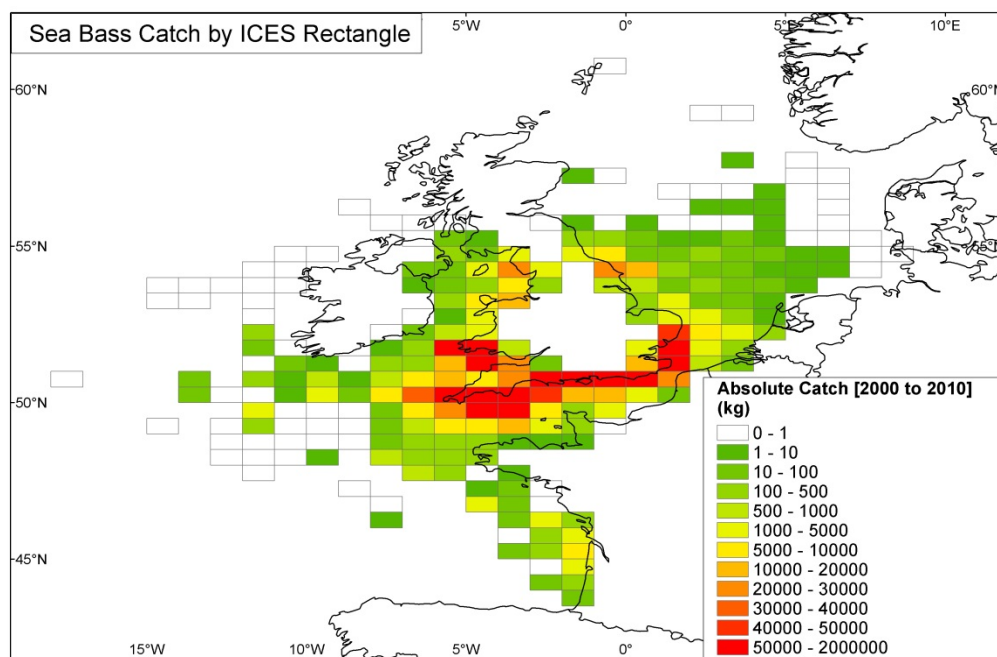 Sea Bass Catch by ICES Rectangle
5°W
0°
5°E
10°E
60°N
60°N
55°N
55°N
50°N
45°N
15°W
10°W
5°W
0°
Absolute Catch [2000 to 2010]
(kg)
0 - 1
1 - 10
10 - 100
100 - 500
500 - 1000
1000 - 5000
5000 - 10000
10000 - 20000
20000 - 30000
30000 - 40000
40000 - 50000
50000 - 2000000